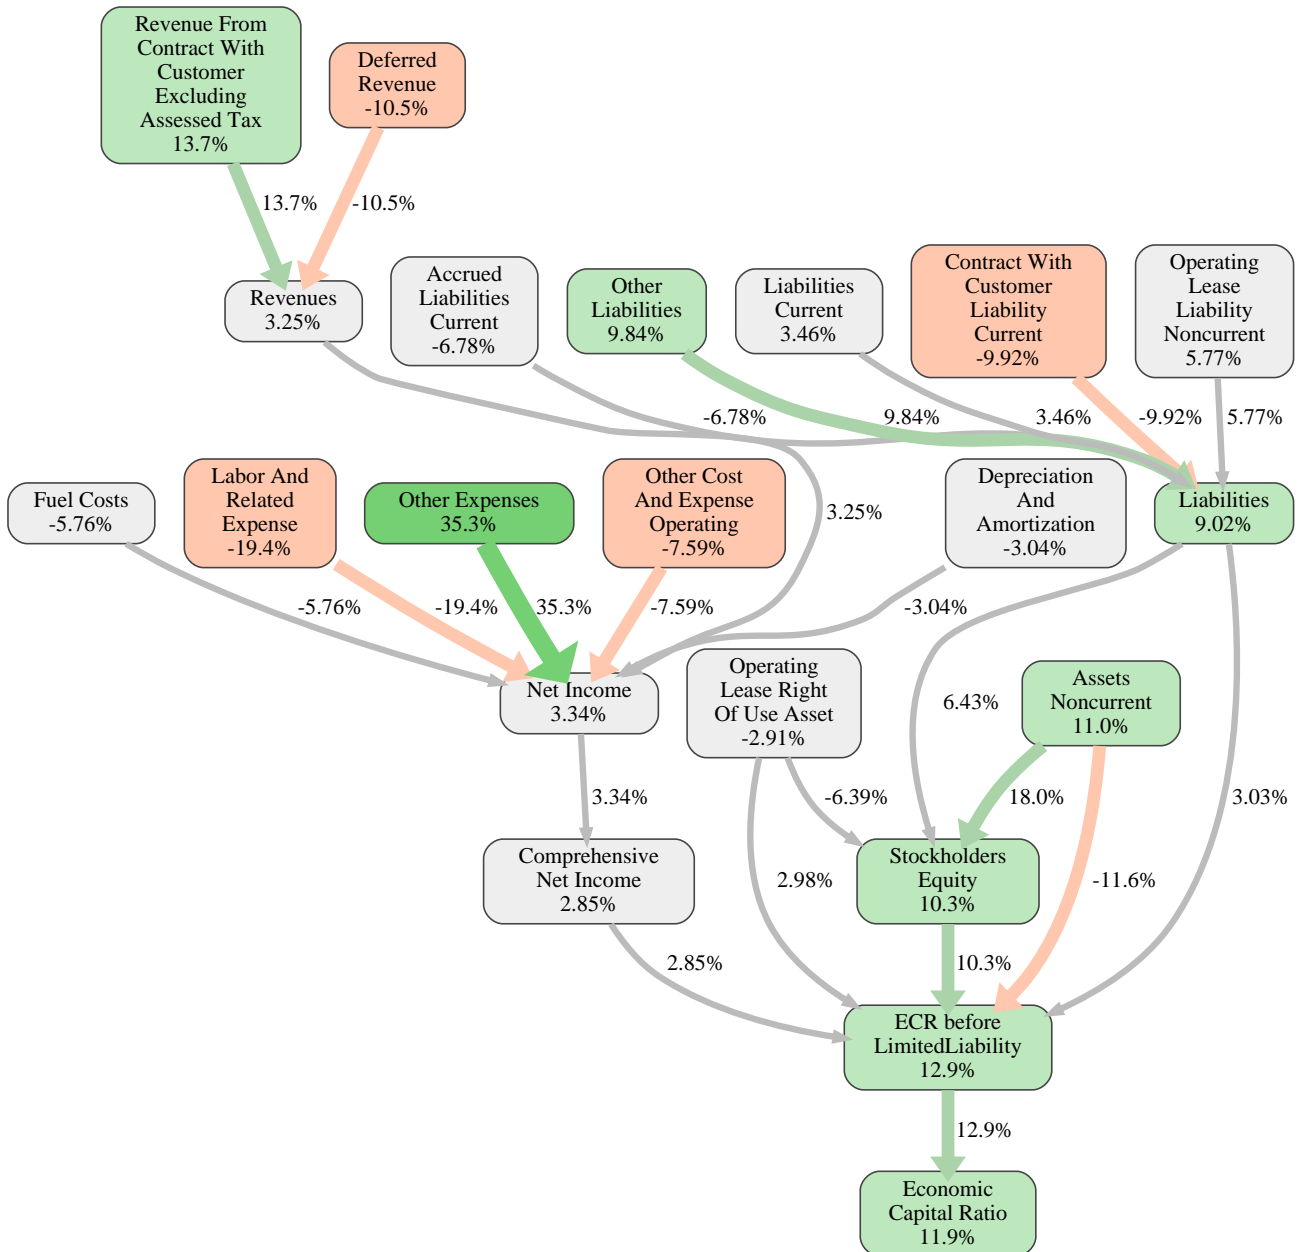 Revenue From
Contract With
Customer
Excluding
Assessed Tax
13.7%
Deferred
Revenue
-10.5%
13.7%
-10.5%
Revenues
3.25%
Accrued
Liabilities
Current
-6.78%
Other
Liabilities
9.84%
Liabilities
Current
3.46%
Contract With
Customer
Liability
Current
-9.92%
Operating
Lease
Liability
Noncurrent
5.77%
-6.78%
9.84%
3.46%
-9.92%
5.77%
Fuel Costs
-5.76%
Labor And
Related
Expense
-19.4%
Other Expenses
35.3%
Other Cost
And Expense
Operating
-7.59%
3.25%
Depreciation
And
Amortization
-3.04%
Liabilities
9.02%
-5.76%
-19.4%
35.3%
-7.59%
-3.04%
Net Income
3.34%
Operating
Lease Right
Of Use Asset
-2.91%
6.43%
Assets
Noncurrent
11.0%
3.34%
-6.39%
18.0%
3.03%
Comprehensive
Net Income
2.85%
2.98%
Stockholders
Equity
10.3%
-11.6%
2.85%
10.3%
ECR before
LimitedLiability
12.9%
12.9%
Economic
Capital Ratio
11.9%